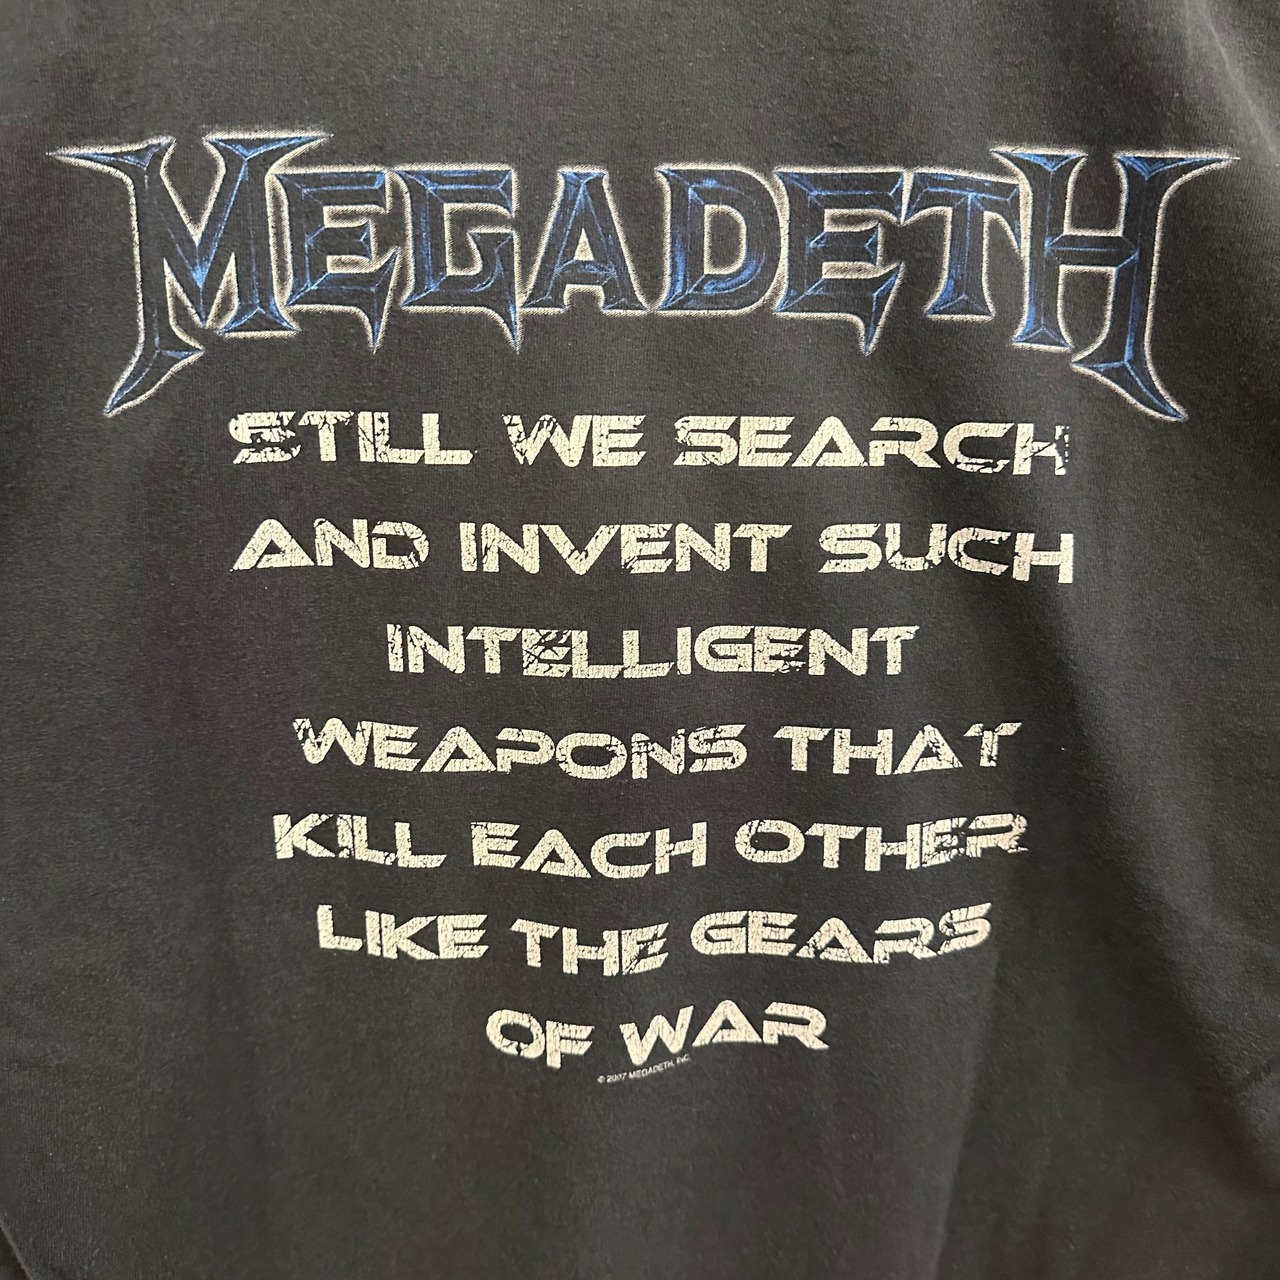 MEGADETH
STILL WE SEARCH
AND INVENT SUCH
INTELLIGENT
WEAPONS THAT
KILL EACH OTHER
LIKE THE GEARS
OF WAR
© 2007 MEGADETH, INC.